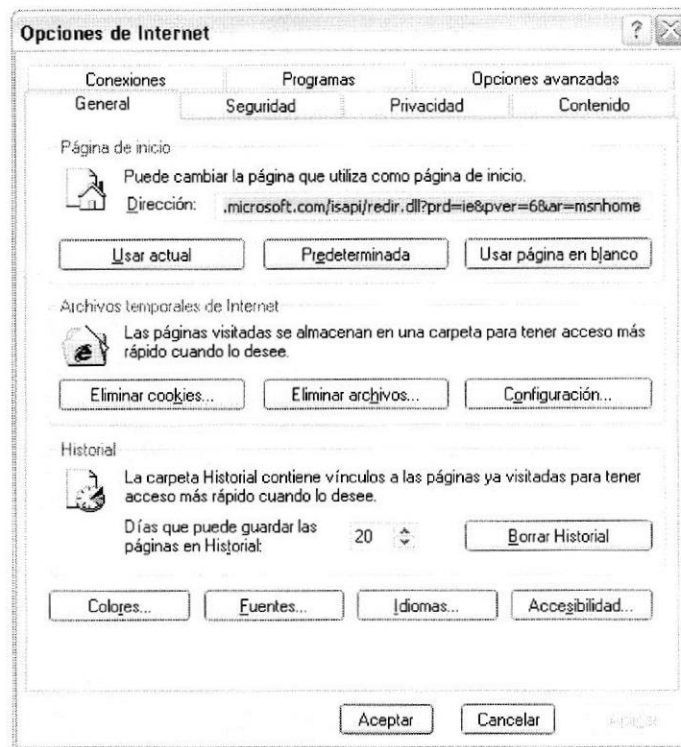 Opciones de Internet
?
Conexiones Programas Opciones avanzadas
General Seguridad Privacidad Contenido
Página de inicio
Puede cambiar la página que utiliza como página de inicio.
Dirección: .microsoft.com/isapi/redir.dll?prd=ie&pver=6&ar=msnhome
Usar actual Predeterminada Usar página en blanco
Archivos temporales de Internet
Las páginas visitadas se almacenan en una carpeta para tener acceso más
rápido cuando lo desee.
Eliminar cookies... Eliminar archivos... Configuración...
Historial
La carpeta Historial contiene vínculos a las páginas ya visitadas para tener
acceso más rápido cuando lo desee.
Días que puede guardar las
páginas en Historial: 20 Borrar Historial
Colores... Fuentes... Idiomas... Accesibilidad...
Aceptar Cancelar Aplicar